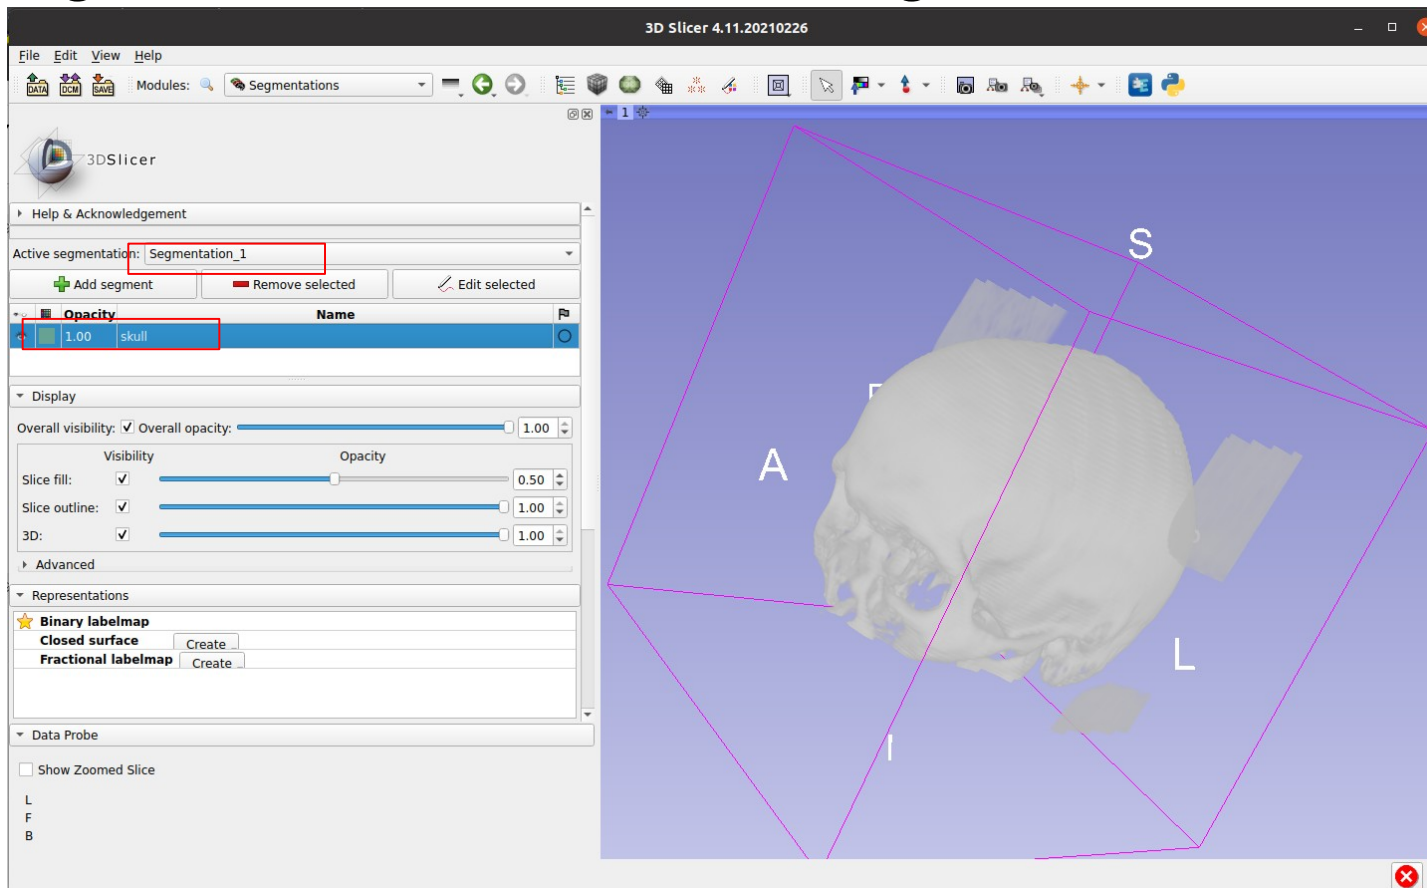 3D Slicer 4.11.20210226
File Edit View Help
DATA DCM SAVE Modules: Segmentations
1
3DSlicer
Help & Acknowledgement
Active segmentation: Segmentation_1
Add segment Remove selected Edit selected
Opacity Name
1.00 skull
Display
Overall visibility: Overall opacity: 1.00
Visibility Opacity
Slice fill: 0.50
Slice outline: 1.00
3D: 1.00
Advanced
Representations
Binary labelmap
Closed surface Create ...
Fractional labelmap Create ...
Data Probe
Show Zoomed Slice
L
F
B
S
A
L
I